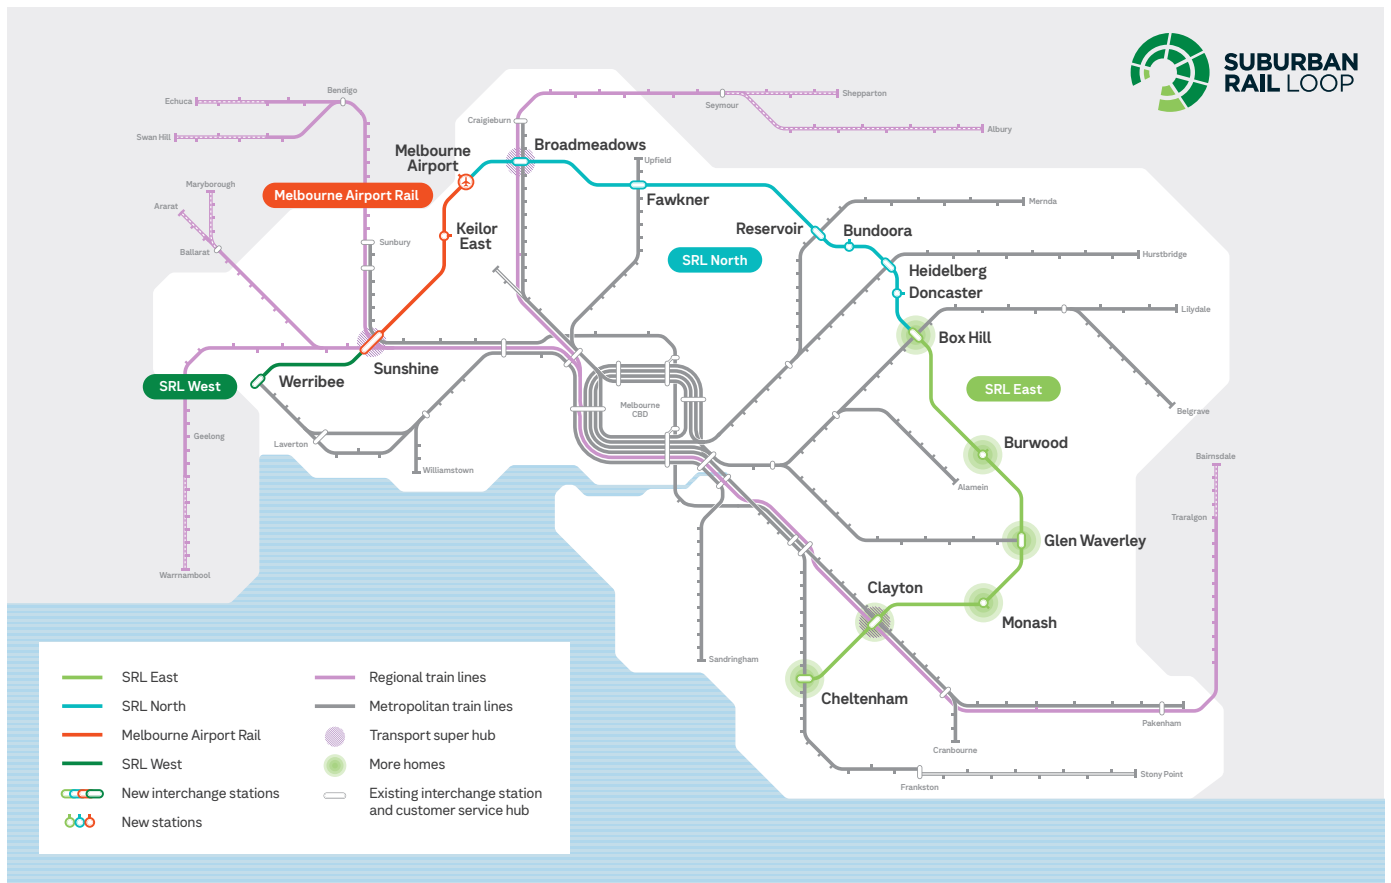 SUBURBAN
RAIL LOOP
Echuca
Bendigo
Swan Hill
Seymour
Shepparton
Albury
Craigieburn
Melbourne
Airport
Broadmeadows
Upfield
Maryborough
Ararat
Ballarat
Melbourne Airport Rail
Fawkner
Mernda
Keilor
East
Sunbury
Reservoir
Bundoora
SRL North
Hurstbridge
Heidelberg
Doncaster
Lilydale
Box Hill
Sunshine
Werribee
SRL West
SRL East
Melbourne
CBD
Belgrave
Geelong
Laverton
Williamstown
Burwood
Alamein
Bairnsdale
Traralgon
Glen Waverley
Warrnambool
Clayton
Monash
Sandringham
Cheltenham
Pakenham
Cranbourne
Stony Point
Frankston
SRL East
SRL North
Melbourne Airport Rail
SRL West
New interchange stations
New stations
Regional train lines
Metropolitan train lines
Transport super hub
More homes
Existing interchange station
and customer service hub